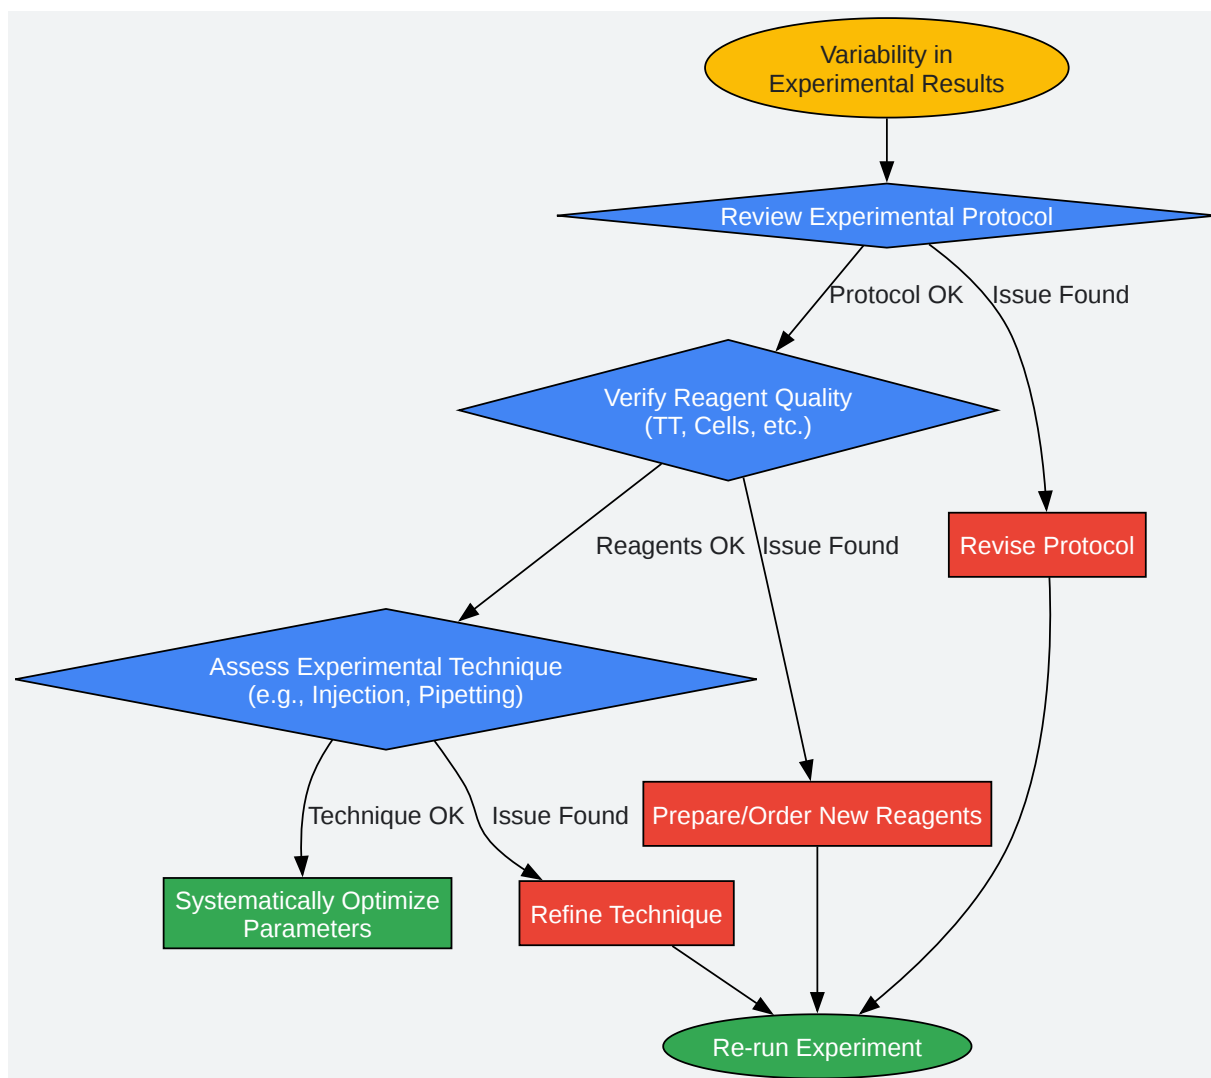 Variability in
Experimental Results
Review Experimental Protocol
Protocol OK
Issue Found
Verify Reagent Quality
(TT, Cells, etc.)
Reagents OK
Issue Found
Revise Protocol
Assess Experimental Technique
(e.g., Injection, Pipetting)
Technique OK
Issue Found
Prepare/Order New Reagents
Systematically Optimize
Parameters
Refine Technique
Re-run Experiment